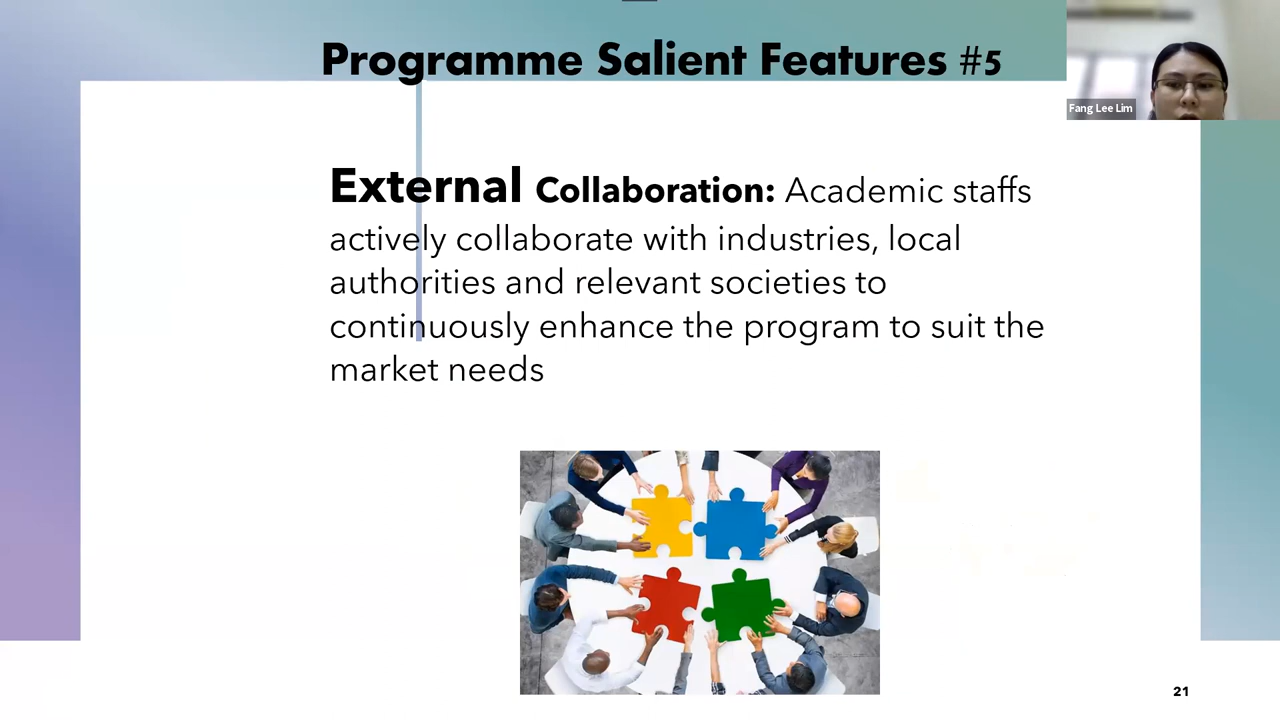 Programme Salient Features #5
Fang Lee Lim
External Collaboration: Academic staffs
actively collaborate with industries, local
authorities and relevant societies to
continuously enhance the program to suit the
market needs
21